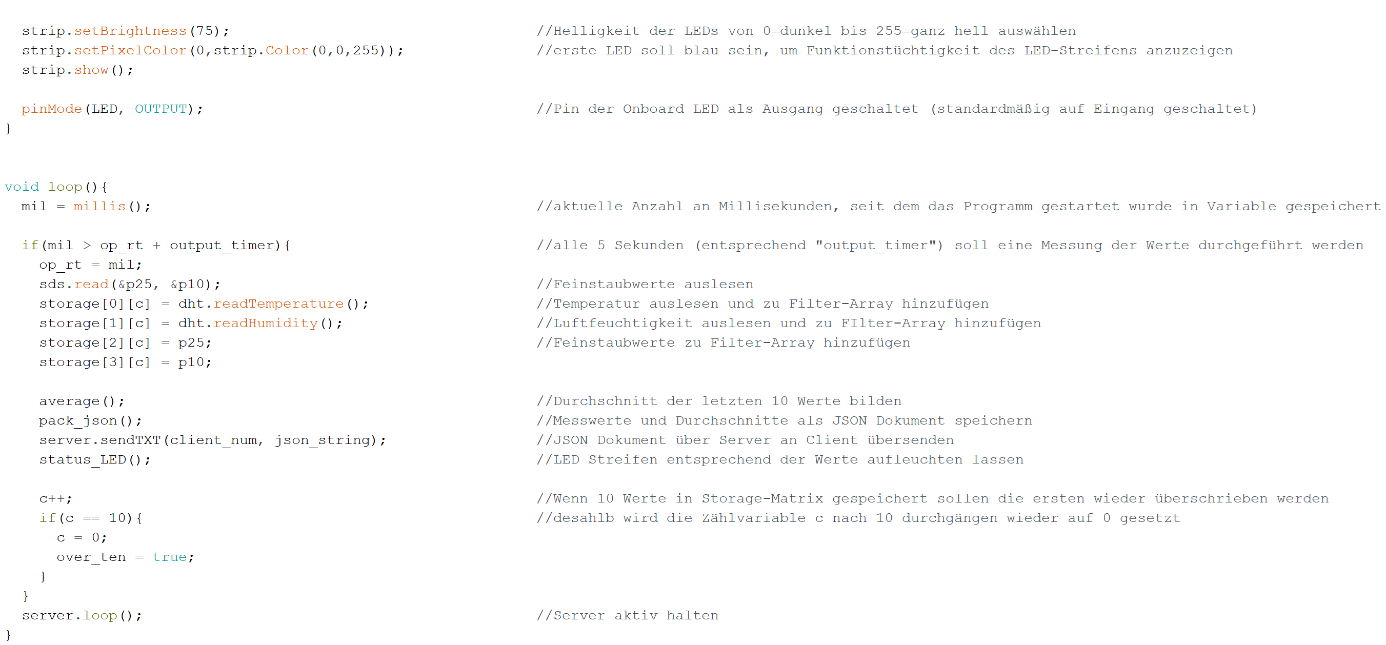 strip.setBrightness(75); //Helligkeit der LEDs von 0=dunkel bis 255=ganz hell auswählen
strip.setPixelColor(0,strip.Color(0,0,255)); //erste LED soll blau sein, um Funktionstüchtigkeit des LED-Streifens anzuzeigen
strip.show();
pinMode(LED, OUTPUT); //Pin der Onboard LED als Ausgang geschaltet (standardmäßig auf Eingang geschaltet)
}
void loop(){
mil = millis(); //aktuelle Anzahl an Millisekunden, seit dem das Programm gestartet wurde in Variable gespeichert
if(mil > op_rt + output_timer){ //alle 5 Sekunden (entsprechend "output_timer") soll eine Messung der Werte durchgeführt werden
op_rt = mil;
sds.read(&p25, &p10); //Feinstaubwerte auslesen
storage[0][c] = dht.readTemperature(); //Temperatur auslesen und zu Filter-Array hinzufügen
storage[1][c] = dht.readHumidity(); //Luftfeuchtigkeit auslesen und zu FIlter-Array hinzufügen
storage[2][c] = p25; //Feinstaubwerte zu Filter-Array hinzufügen
storage[3][c] = p10;
average(); //Durchschnitt der letzten 10 Werte bilden
pack_json(); //Messwerte und Durchschnitte als JSON Dokument speichern
server.sendTXT(client_num, json_string); //JSON Dokument über Server an Client übersenden
status_LED(); //LED Streifen entsprechend der Werte aufleuchten lassen
c++; //Wenn 10 Werte in Storage-Matrix gespeichert sollen die ersten wieder überschrieben werden
if(c == 10){ //desahlb wird die Zählvariable c nach 10 durchgängen wieder auf 0 gesetzt
c = 0;
over_ten = true;
}
}
server.loop(); //Server aktiv halten
}